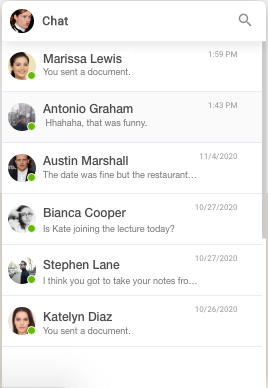 Chat
Marissa Lewis
1:59 PM
You sent a document.
Antonio Graham
1:43 PM
Hhahaha, that was funny.
Austin Marshall
11/4/2020
The date was fine but the restaurant...
Bianca Cooper
10/27/2020
Is Kate joining the lecture today?
Stephen Lane
10/27/2020
I think you got to take your notes fro...
Katelyn Diaz
10/26/2020
You sent a document.